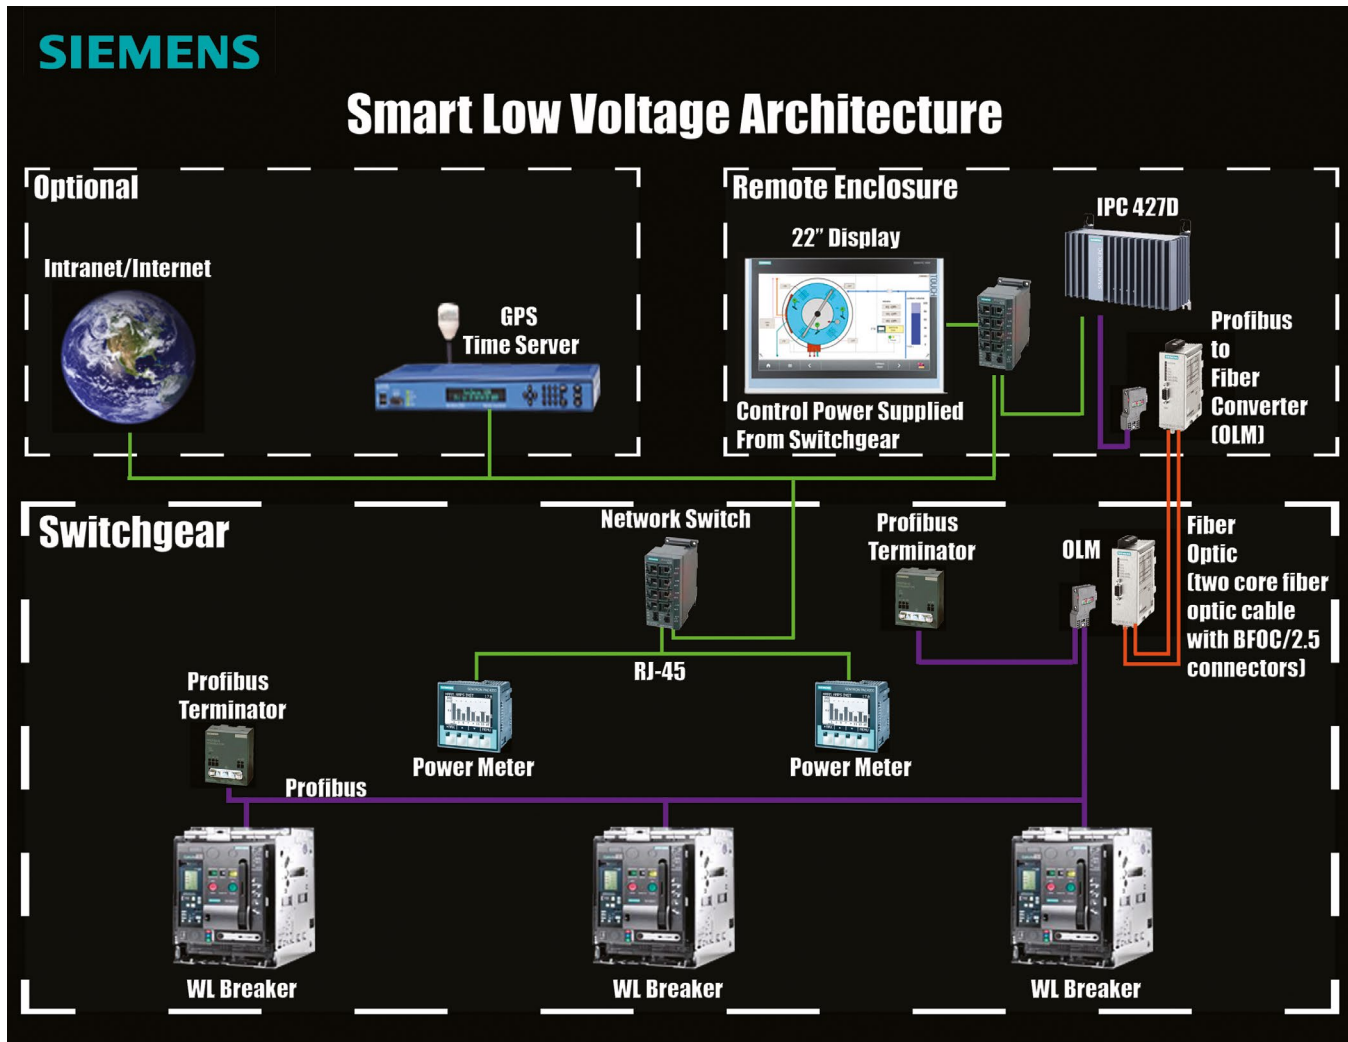 SIEMENS
Smart Low Voltage Architecture
Optional
Intranet/Internet
GPS
Time Server
Remote Enclosure
IPC 427D
22” Display
Control Power Supplied
From Switchgear
Profibus
to
Fiber
Converter
(OLM)
Switchgear
Network Switch
Profibus
Terminator
OLM
Fiber
Optic
(two core fiber
optic cable
with BFOC/2.5
connectors)
RJ-45
Profibus
Terminator
Power Meter
Power Meter
Profibus
WL Breaker
WL Breaker
WL Breaker